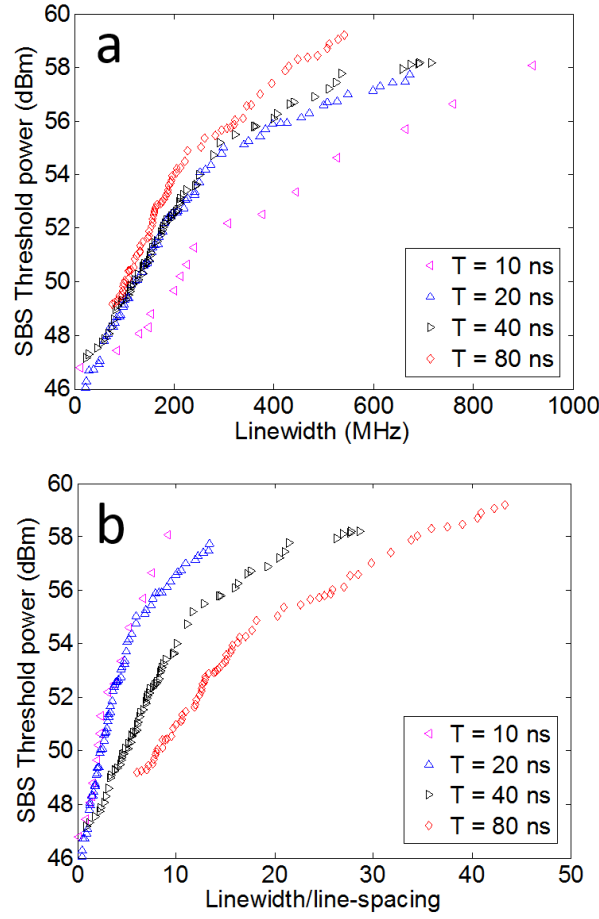 a
SBS Threshold power (dBm)
60
58
56
54
52
50
48
46
T = 10 ns
T = 20 ns
T = 40 ns
T = 80 ns
0 200 400 600 800 1000
Linewidth (MHz)
b
SBS Threshold power (dBm)
60
58
56
54
52
50
48
46
T = 10 ns
T = 20 ns
T = 40 ns
T = 80 ns
0 10 20 30 40 50
Linewidth/line-spacing